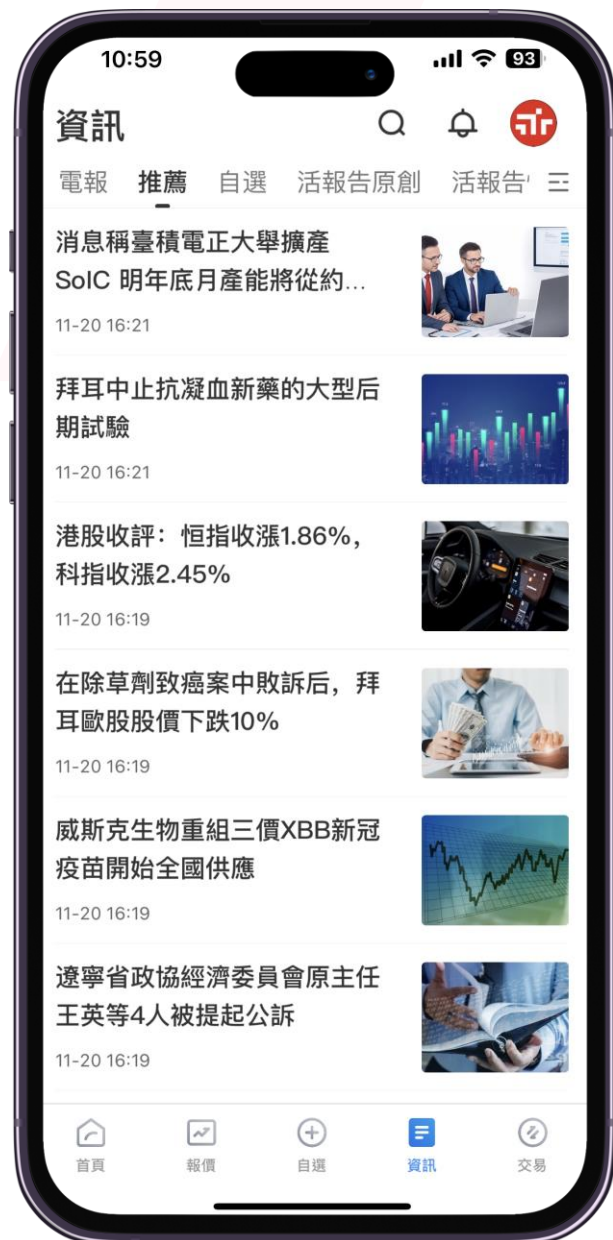 10:59
93
資訊
電報 推薦 自選 活報告原創 活報告
消息稱臺積電正大舉擴產
SoIC 明年底月產能將從約...
11-20 16:21
拜耳中止抗凝血新藥的大型后
期試驗
11-20 16:21
港股收評：恒指收漲1.86%，
科指收漲2.45%
11-20 16:19
在除草劑致癌案中敗訴后，拜
耳歐股股價下跌10%
11-20 16:19
威斯克生物重組三價XBB新冠
疫苗開始全國供應
11-20 16:19
遼寧省政協經濟委員會原主任
王英等4人被提起公訴
11-20 16:19
首頁 報價 自選 資訊 交易